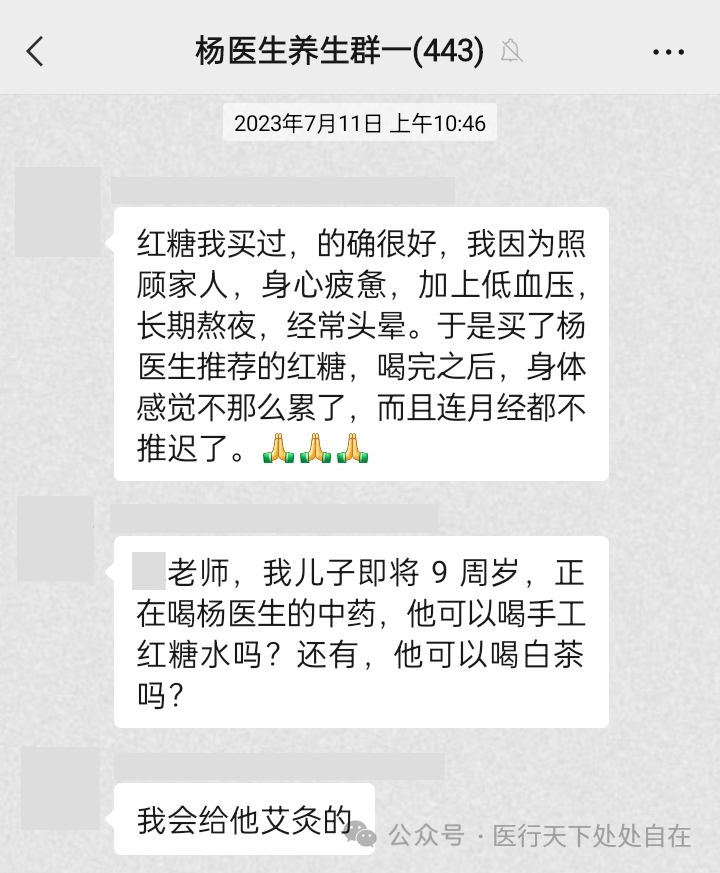 杨医生养生群一(443)
2023年7月11日 上午10:46
红糖我买过，的确很好，我因为照
顾家人，身心疲惫，加上低血压，
长期熬夜，经常头晕。于是买了杨
医生推荐的红糖，喝完之后，身体
感觉不那么累了，而且连月经都不
推迟了。🙏🙏🙏
老师，我儿子即将 9 周岁，正
在喝杨医生的中药，他可以喝手工
红糖水吗？还有，他可以喝白茶
吗？
我会给他艾灸的
公众号 · 医行天下处处自在